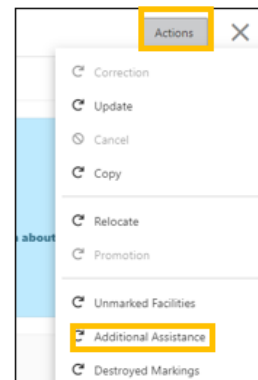 Actions
Correction
Update
Cancel
Copy
about
Relocate
Promotion
Unmarked Facilities
Additional Assistance
Destroyed Markings